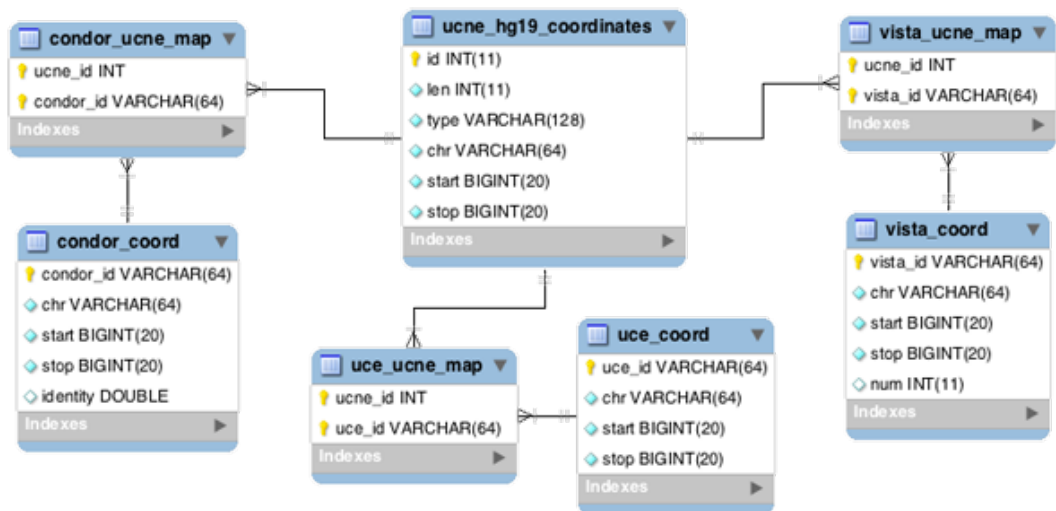 condor_ucne_map
ucne_id INT
condor_id VARCHAR(64)
Indexes
ucne_hg19_coordinates
id INT(11)
len INT(11)
type VARCHAR(128)
chr VARCHAR(64)
start BIGINT(20)
stop BIGINT(20)
Indexes
vista_ucne_map
ucne_id INT
vista_id VARCHAR(64)
Indexes
condor_coord
condor_id VARCHAR(64)
chr VARCHAR(64)
start BIGINT(20)
stop BIGINT(20)
identity DOUBLE
Indexes
uce_ucne_map
ucne_id INT
uce_id VARCHAR(64)
Indexes
uce_coord
uce_id VARCHAR(64)
chr VARCHAR(64)
start BIGINT(20)
stop BIGINT(20)
Indexes
vista_coord
vista_id VARCHAR(64)
chr VARCHAR(64)
start BIGINT(20)
stop BIGINT(20)
num INT(11)
Indexes